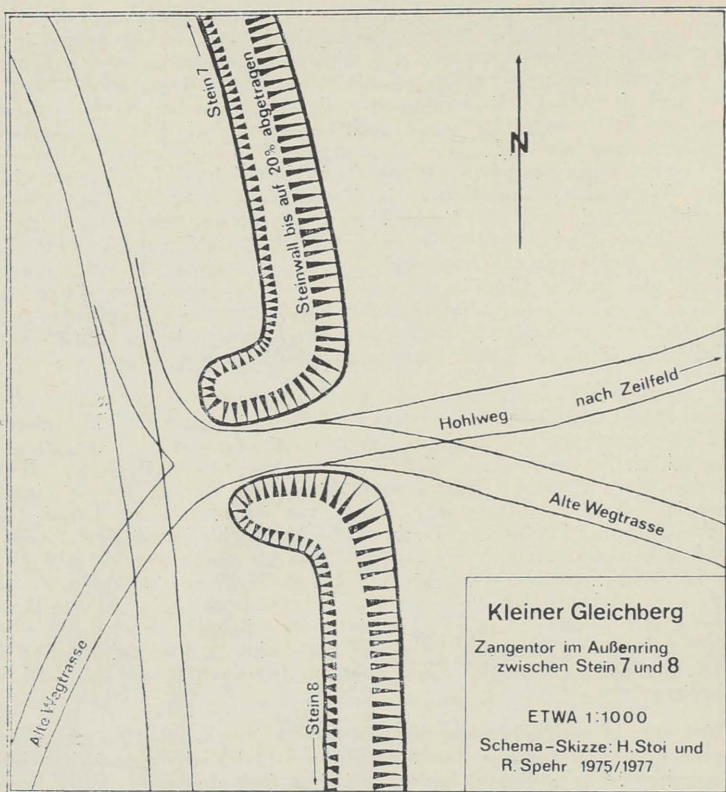 Stein 7
Steinwall bis auf 20% abgetragen
N
nach Zeilfeld
Hohlweg
Alte Wegtrasse
Alte Wegtrasse
Stein 8
Kleiner Gleichberg
Zangentor im Außenring
zwischen Stein 7 und 8
ETWA 1:1000
Schema-Skizze: H.Stoi und
R. Spehr 1975/1977